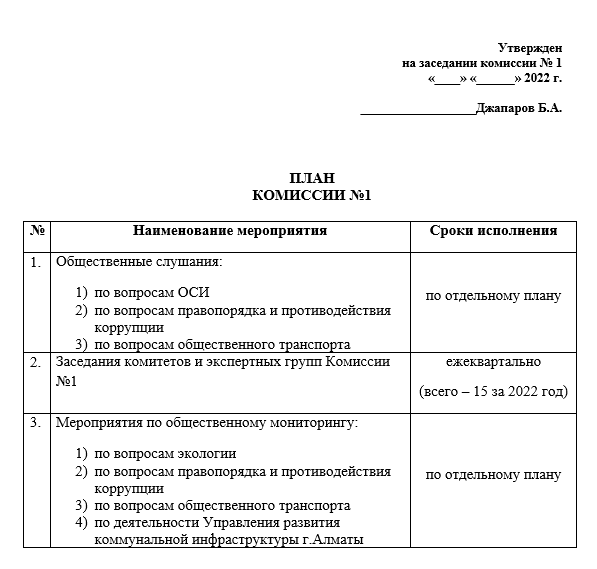 Утвержден
на заседании комиссии № 1
«____» «______» 2022 г.
__________________Джапаров Б.А.
ПЛАН
КОМИССИИ №1
№ Наименование мероприятия Сроки исполнения
1. Общественные слушания:
1) по вопросам ОСИ
2) по вопросам правопорядка и противодействия
коррупции
3) по вопросам общественного транспорта
по отдельному плану
2. Заседания комитетов и экспертных групп Комиссии
№1
ежеквартально
(всего – 15 за 2022 год)
3. Мероприятия по общественному мониторингу:
1) по вопросам экологии
2) по вопросам правопорядка и противодействия
коррупции
3) по вопросам общественного транспорта
4) по деятельности Управления развития
коммунальной инфраструктуры г.Алматы
по отдельному плану